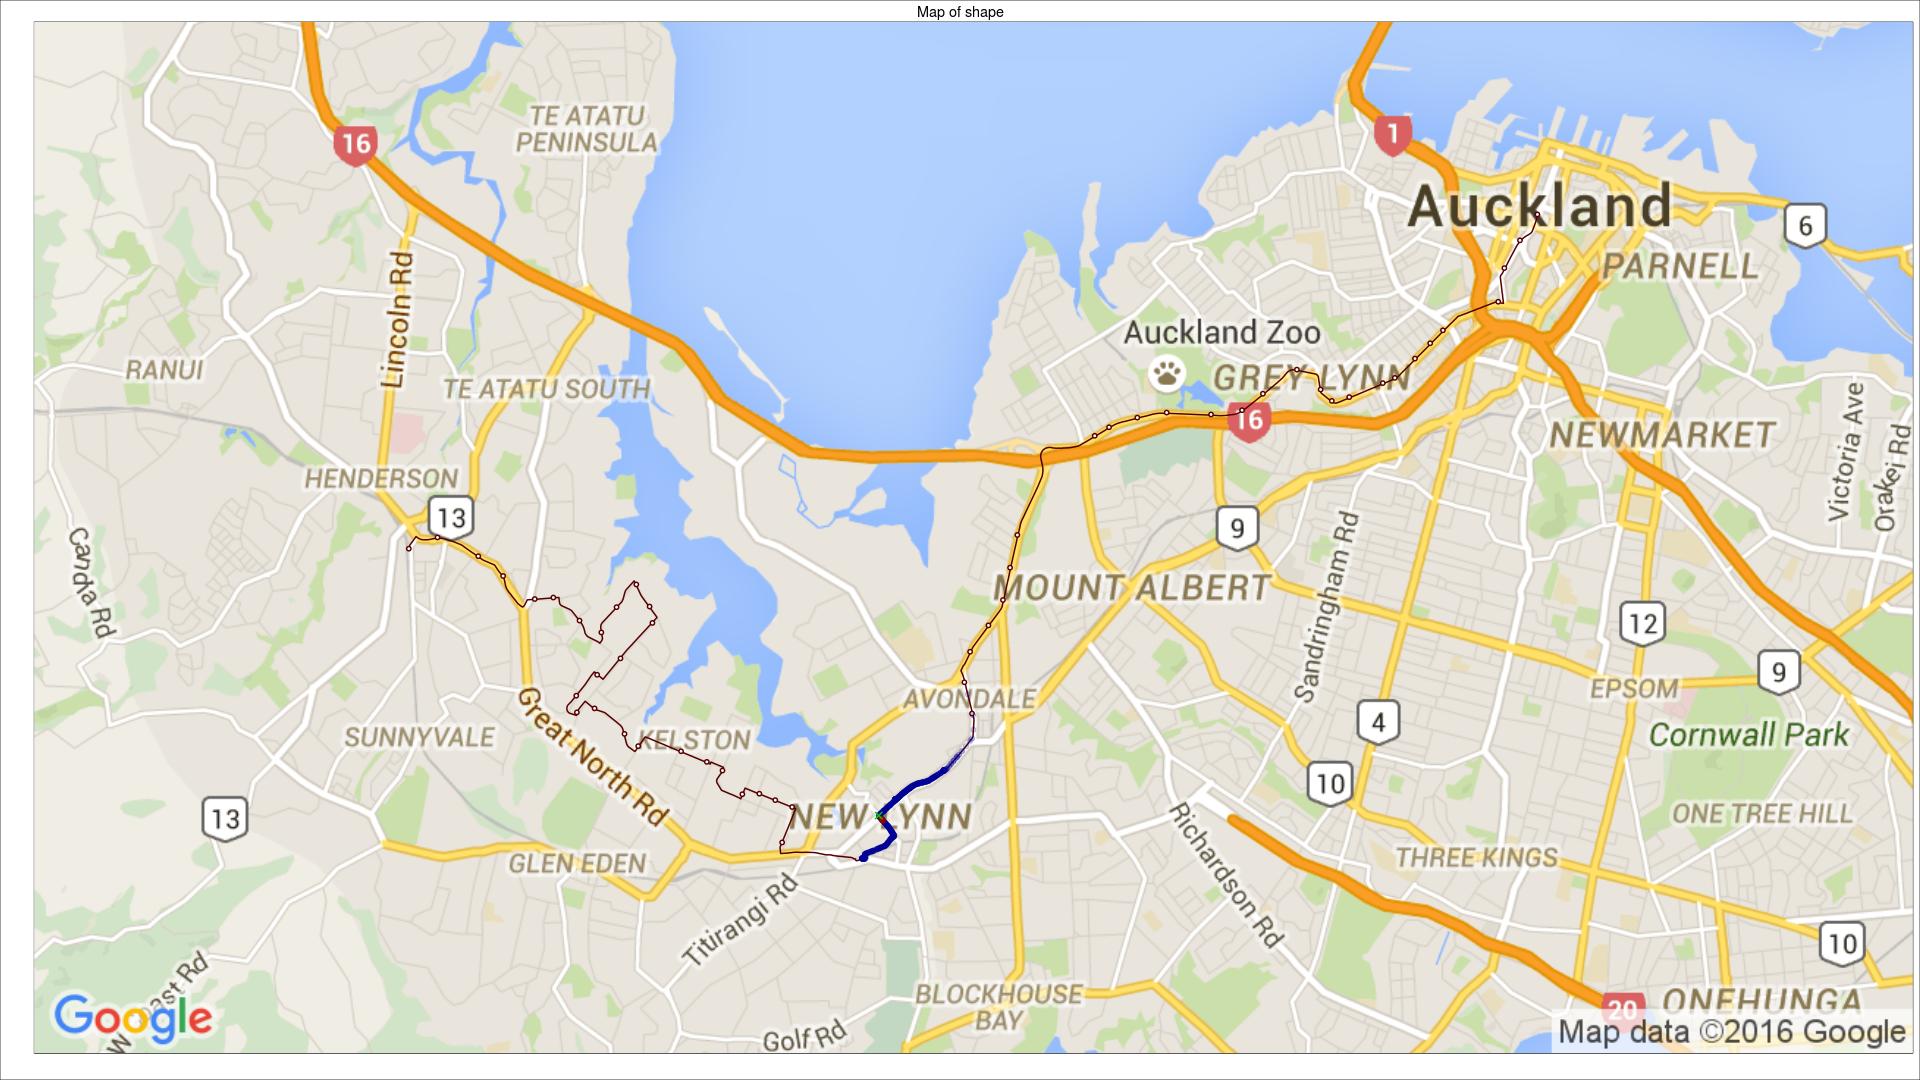 Map of shape
TE ATATU
PENINSULA
16
1
Auckland
6
PARNELL
Lincoln Rd
Auckland Zoo
RANUI
TE ATATU SOUTH
GREY LYNN
16
NEWMARKET
Victoria Ave
Orakei Rd
HENDERSON
13
9
Candia Rd
Sandringham Rd
MOUNT ALBERT
12
9
EPSOM
AVONDALE
Great North Rd
4
Cornwall Park
SUNNYVALE
KELSTON
10
13
NEW LYNN
Richardson Rd
ONE TREE HILL
GLEN EDEN
THREE KINGS
Titirangi Rd
10
BLOCKHOUSE
BAY
20
ONEHUNGA
Google
Golf Rd
Map data ©2016 Google